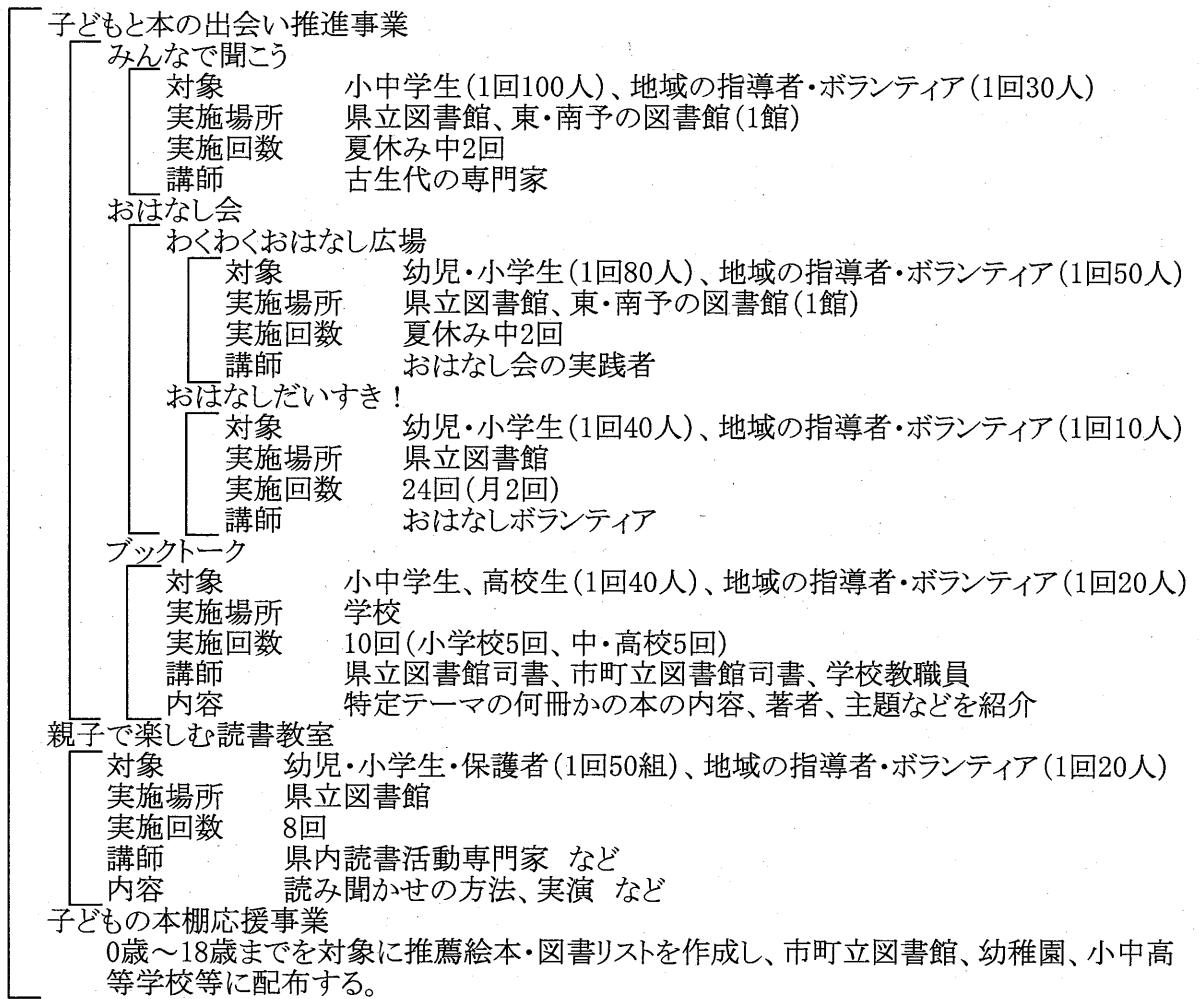 子どもと本の出会い推進事業
みんなで聞こう
対象 小中学生(1回100人)、地域の指導者・ボランティア(1回30人)
実施場所 県立図書館、東・南予の図書館(1館)
実施回数 夏休み中2回
講師 古生代の専門家
おはなし会
わくわくおはなし広場
対象 幼児・小学生(1回80人)、地域の指導者・ボランティア(1回50人)
実施場所 県立図書館、東・南予の図書館(1館)
実施回数 夏休み中2回
講師 おはなし会の実践者
おはなしだいすき!
対象 幼児・小学生(1回40人)、地域の指導者・ボランティア(1回10人)
実施場所 県立図書館
実施回数 24回(月2回)
講師 おはなしボランティア
ブックトーク
対象 小中学生、高校生(1回40人)、地域の指導者・ボランティア(1回20人)
実施場所 学校
実施回数 10回(小学校5回、中・高校5回)
講師 県立図書館司書、市町立図書館司書、学校教職員
内容 特定テーマの何冊かの本の内容、著者、主題などを紹介
親子で楽しむ読書教室
対象 幼児・小学生・保護者(1回50組)、地域の指導者・ボランティア(1回20人)
実施場所 県立図書館
実施回数 8回
講師 県内読書活動専門家 など
内容 読み聞かせの方法、実演 など
子どもの本棚応援事業
0歳~18歳までを対象に推薦絵本・図書リストを作成し、市町立図書館、幼稚園、小中高
等学校等に配布する。